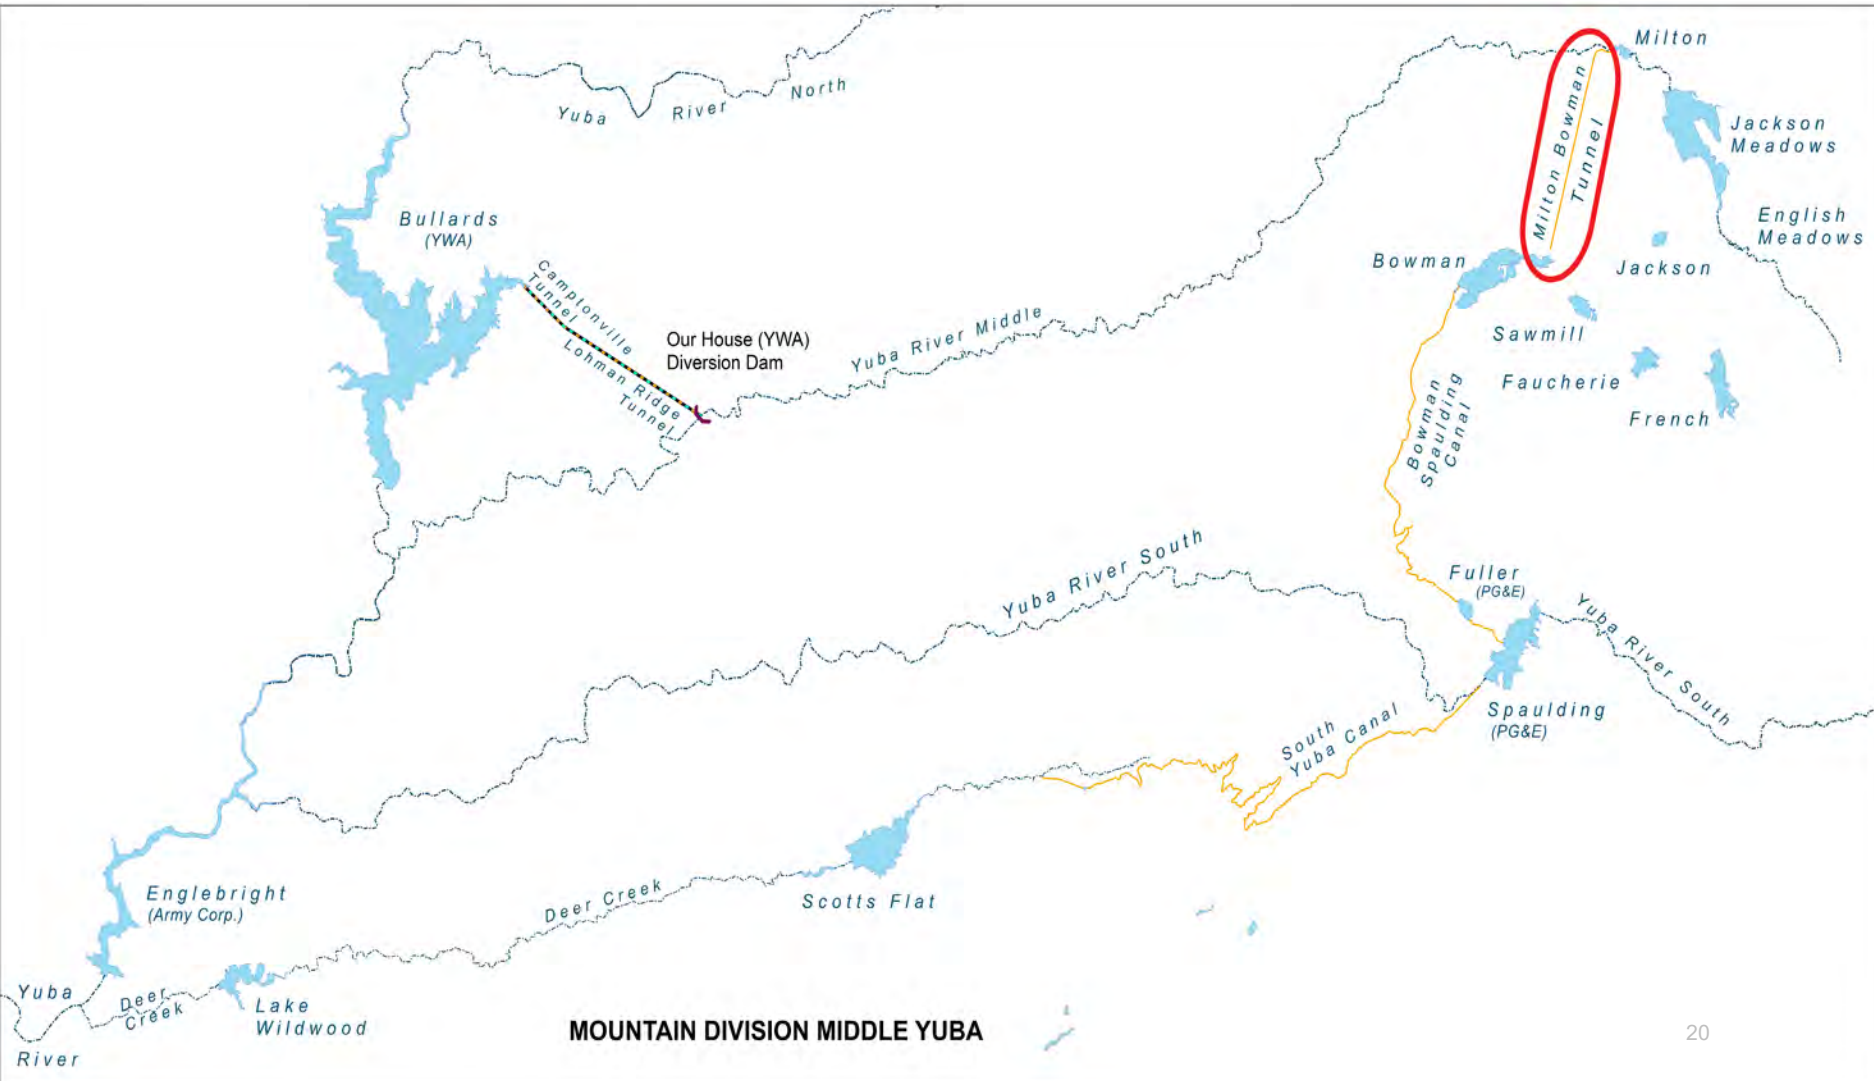 Milton
Yuba River North
Milton Bowman
Tunnel
Jackson
Meadows
Bullards
(YWA)
English
Meadows
Bowman
Jackson
Camptonville
Tunnel
Lohman Ridge
Tunnel
Our House (YWA)
Diversion Dam
Yuba River Middle
Sawmill
Faucherie
French
Bowman
Spaulding
Canal
Yuba River South
Fuller
(PG&E)
Yuba River South
Spaulding
(PG&E)
South
Yuba Canal
Englebright
(Army Corp.)
Deer Creek
Scotts Flat
Yuba
River
Deer
Creek
Lake
Wildwood
MOUNTAIN DIVISION MIDDLE YUBA
20